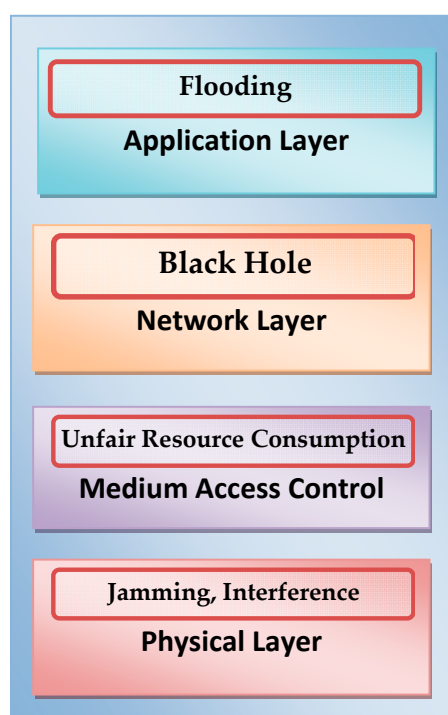 Flooding
Application Layer
Black Hole
Network Layer
Unfair Resource Consumption
Medium Access Control
Jamming, Interference
Physical Layer